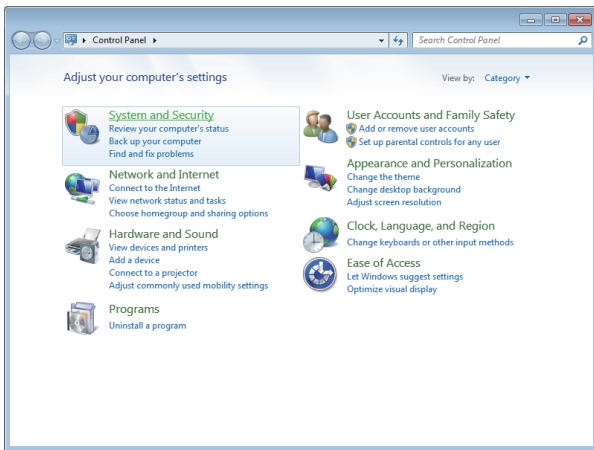 Control Panel
Search Control Panel
Adjust your computer's settings
View by: Category
System and Security
Review your computer's status
Back up your computer
Find and fix problems
Network and Internet
Connect to the Internet
View network status and tasks
Choose homegroup and sharing options
Hardware and Sound
View devices and printers
Add a device
Connect to a projector
Adjust commonly used mobility settings
Programs
Uninstall a program
User Accounts and Family Safety
Add or remove user accounts
Set up parental controls for any user
Appearance and Personalization
Change the theme
Change desktop background
Adjust screen resolution
Clock, Language, and Region
Change keyboards or other input methods
Ease of Access
Let Windows suggest settings
Optimize visual display